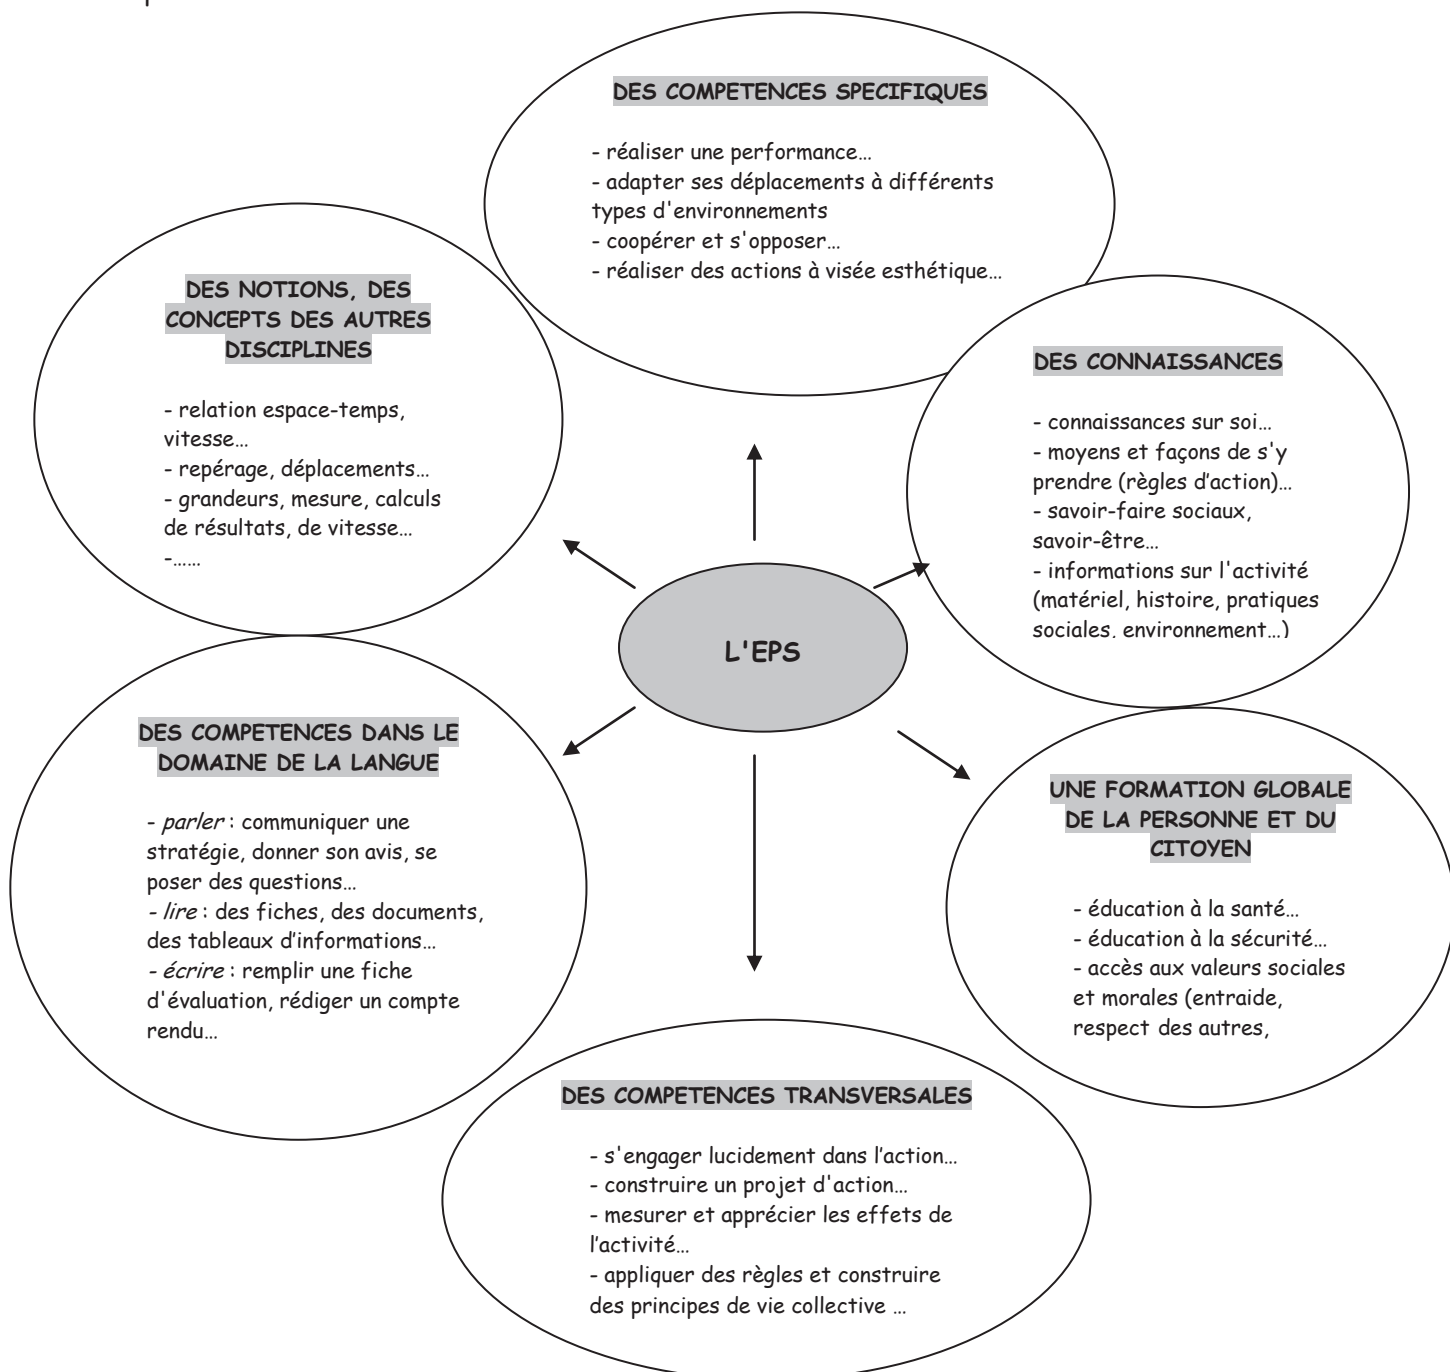 DES COMPETENCES SPECIFIQUES
- réaliser une performance…
- adapter ses déplacements à différents
types d'environnements
- coopérer et s'opposer…
- réaliser des actions à visée esthétique…
DES NOTIONS, DES
CONCEPTS DES AUTRES
DISCIPLINES
- relation espace-temps,
vitesse…
- repérage, déplacements…
- grandeurs, mesure, calculs
de résultats, de vitesse…
-……
DES CONNAISSANCES
- connaissances sur soi…
- moyens et façons de s'y
prendre (règles d’action)…
- savoir-faire sociaux,
savoir-être…
- informations sur l'activité
(matériel, histoire, pratiques
sociales, environnement…)
L'EPS
DES COMPETENCES DANS LE
DOMAINE DE LA LANGUE
- parler : communiquer une
stratégie, donner son avis, se
poser des questions…
- lire : des fiches, des documents,
des tableaux d’informations…
- écrire : remplir une fiche
d'évaluation, rédiger un compte
rendu…
UNE FORMATION GLOBALE
DE LA PERSONNE ET DU
CITOYEN
- éducation à la santé…
- éducation à la sécurité…
- accès aux valeurs sociales
et morales (entraide,
respect des autres,
DES COMPETENCES TRANSVERSALES
- s'engager lucidement dans l’action…
- construire un projet d'action…
- mesurer et apprécier les effets de
l’activité…
- appliquer des règles et construire
des principes de vie collective …